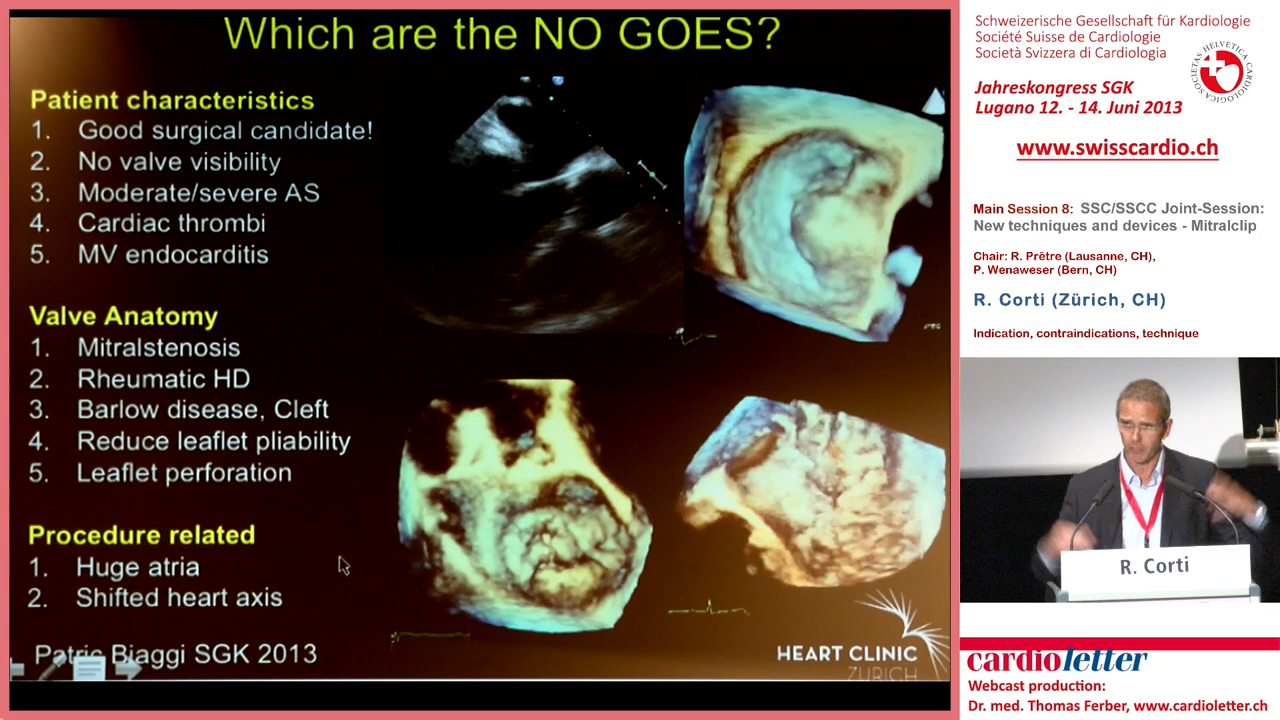 Which are the NO GOES?
Patient characteristics
1. Good surgical candidate!
2. No valve visibility
3. Moderate/severe AS
4. Cardiac thrombi
5. MV endocarditis
Valve Anatomy
1. Mitralstenosis
2. Rheumatic HD
3. Barlow disease, Cleft
4. Reduce leaflet pliability
5. Leaflet perforation
Procedure related
1. Huge atria
2. Shifted heart axis
Patric Biaggi SGK 2013
HEART CLINIC
ZURICH
Schweizerische Gesellschaft für Kardiologie
Société Suisse de Cardiologie
Società Svizzera di Cardiologia
SOCIETAS HELVETICA CARDIOLOGICA
Jahreskongress SGK
Lugano 12. - 14. Juni 2013
www.swisscardio.ch
Main Session 8: SSC/SSCC Joint-Session:
New techniques and devices - Mitralclip
Chair: R. Prêtre (Lausanne, CH),
P. Wenaweser (Bern, CH)
R. Corti (Zürich, CH)
Indication, contraindications, technique
R. Corti
cardioletter
Webcast production:
Dr. med. Thomas Ferber, www.cardioletter.ch